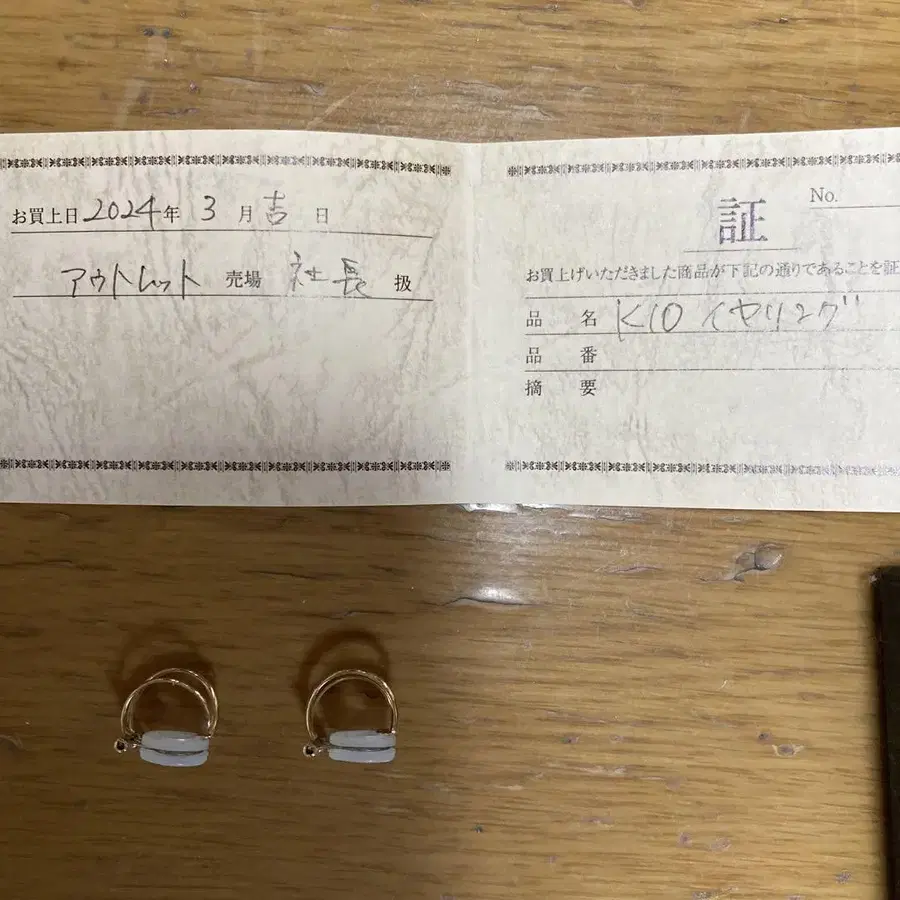 お買上日2024年 3 月 吉 日
アウトレット 売場 社長 扱
No.
証
お買上げいただきました商品が下記の通りであることを証
品 名 K10 イヤリング
品 番
摘 要